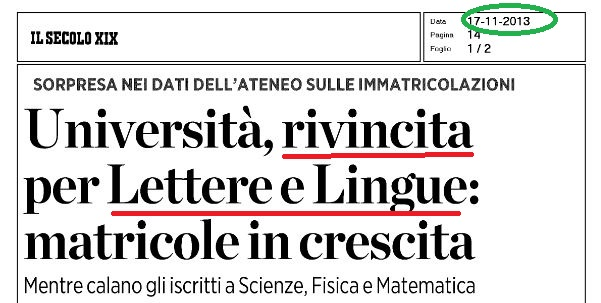 IL SECOLO XIX
Data 17-11-2013
Pagina 14
Foglio 1 / 2
SORPRESA NEI DATI DELL'ATENEO SULLE IMMATRICOLAZIONI
Università, rivincita
per Lettere e Lingue:
matricole in crescita
Mentre calano gli iscritti a Scienze, Fisica e Matematica